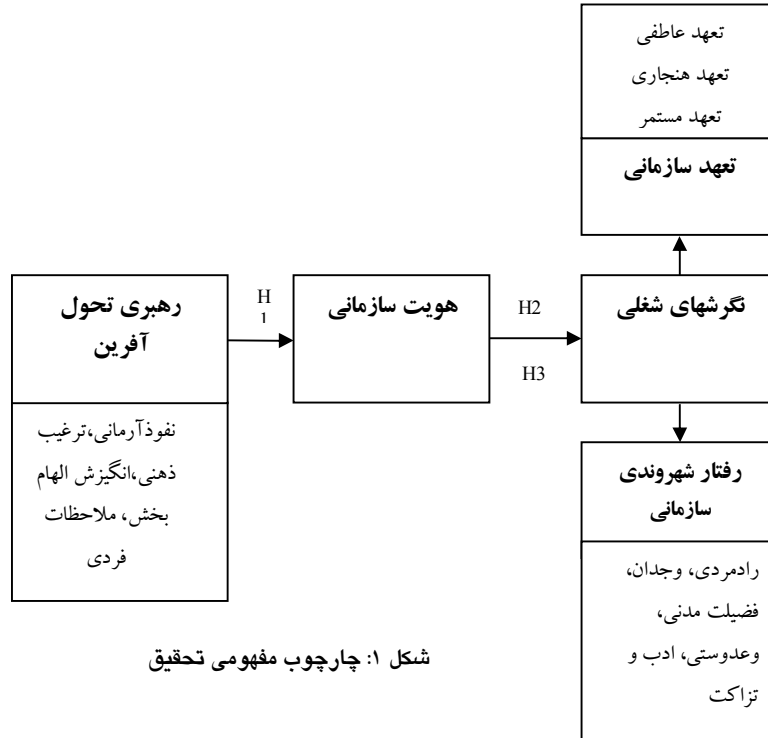 تعهد عاطفی
تعهد هنجاری
تعهد مستمر
تعهد سازمانی
رهبری تحول
آفرین
H
1
هویت سازمانی
H2
H3
نگرشهای شغلی
نفوذآرمانی،ترغیب
ذهنی،انگیزش الهام
بخش، ملاحظات
فردی
رفتار شهروندی
سازمانی
رادمردی، وجدان،
فضیلت مدنی،
وعدوستی، ادب و
تزاکت
شکل ۱: چارچوب مفهومی تحقیق